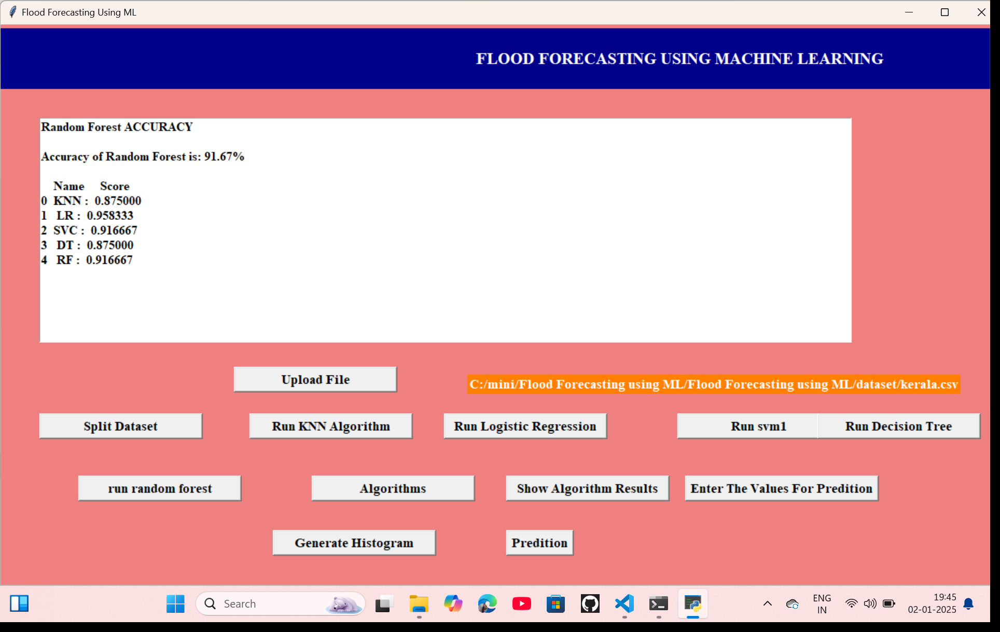 Flood Forecasting Using ML
FLOOD FORECASTING USING MACHINE LEARNING
Random Forest ACCURACY
Accuracy of Random Forest is: 91.67%
Name Score
0 KNN : 0.875000
1 LR : 0.958333
2 SVC : 0.916667
3 DT : 0.875000
4 RF : 0.916667
Upload File
C:/mini/Flood Forecasting using ML/Flood Forecasting using ML/dataset/kerala.csv
Split Dataset
Run KNN Algorithm
Run Logistic Regression
Run svm1
Run Decision Tree
run random forest
Algorithms
Show Algorithm Results
Enter The Values For Predition
Generate Histogram
Predition
Search
ENG
IN
19:45
02-01-2025